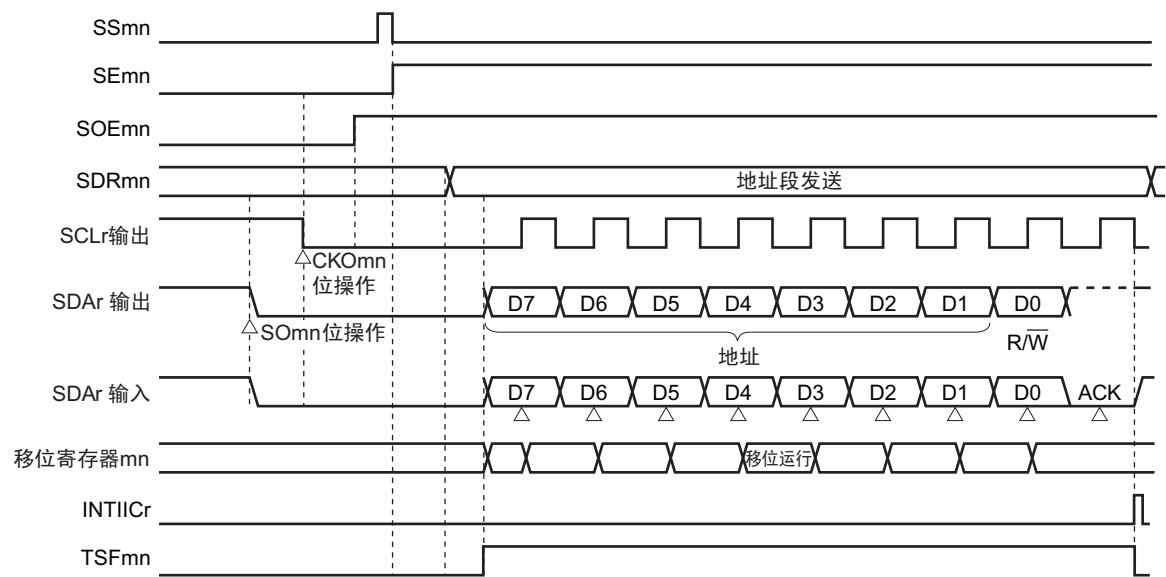 SSmn
SEmn
SOEmn
SDRmn
地址段发送
SCLr输出
CKOmn
位操作
SDAr 输出
D7 D6 D5 D4 D3 D2 D1 D0
SOmn位操作
地址
R/W
SDAr 输入
D7 D6 D5 D4 D3 D2 D1 D0 ACK
移位寄存器mn
移位运行
INTIICr
TSFmn